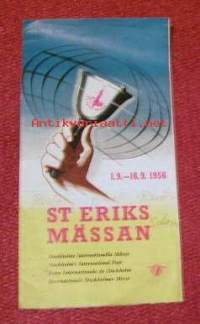 Keräilyosasto.net
1.9.–16.9.1956
ST ERIKS
MÄSSAN
Stockholms Internationella Mässa
Stockholm's International Fair
Foire Internationale de Stockholm
Internationale Stockholmer Messe